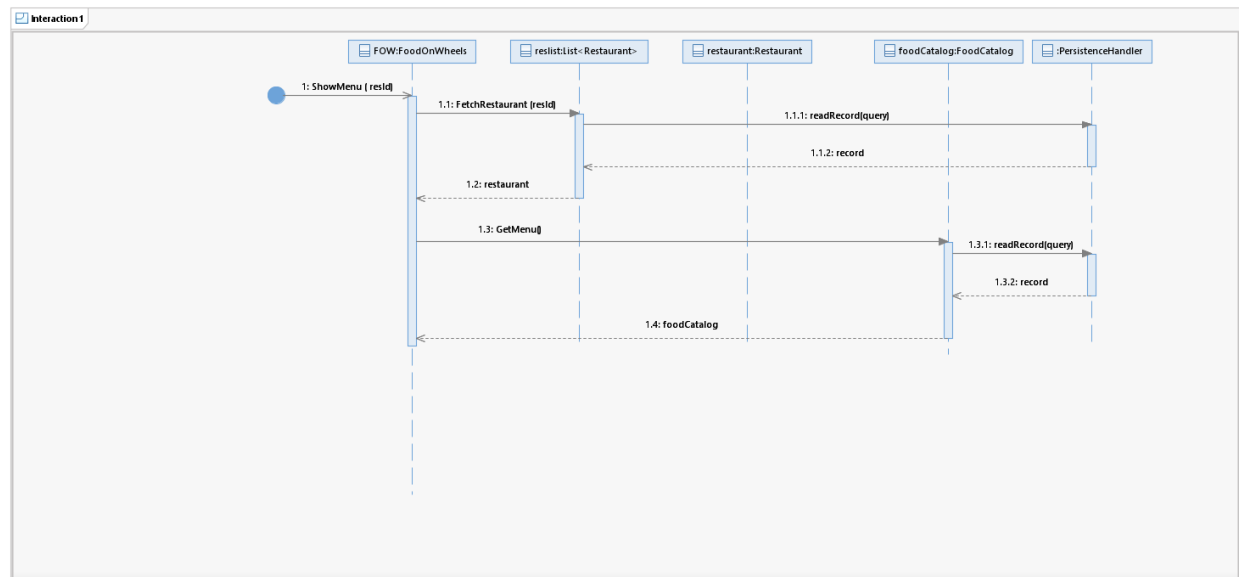 Interaction 1
FOW:FoodOnWheels
reslist:List<Restaurant>
restaurant:Restaurant
foodCatalog:FoodCatalog
:PersistenceHandler
1: ShowMenu ( resId)
1.1: FetchRestaurant (resId)
1.1.1: readRecord(query)
1.1.2: record
1.2: restaurant
1.3: GetMenu()
1.3.1: readRecord(query)
1.3.2: record
1.4: foodCatalog